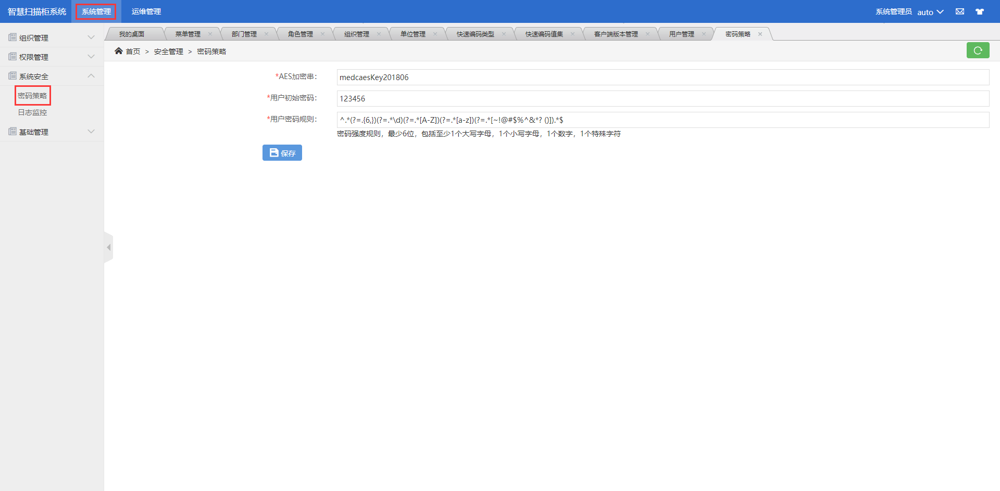 智慧扫描柜系统 系统管理 运维管理 系统管理员 auto
我的桌面 菜单管理 部门管理 角色管理 组织管理 单位管理 快速编码类型 快速编码值集 客户端版本管理 用户管理 密码策略
首页 > 安全管理 > 密码策略
组织管理
权限管理
系统安全
密码策略
日志监控
基础管理
*AES加密串： medcaesKey201806
*用户初始密码： 123456
*用户密码规则： ^.*(?=.{6,})(?=.*\d)(?=.*[A-Z])(?=.*[a-z])(?=.*[~!@#$%^&*? ()]).*$
密码强度规则，最少6位，包括至少1个大写字母，1个小写字母，1个数字，1个特殊字符
保存